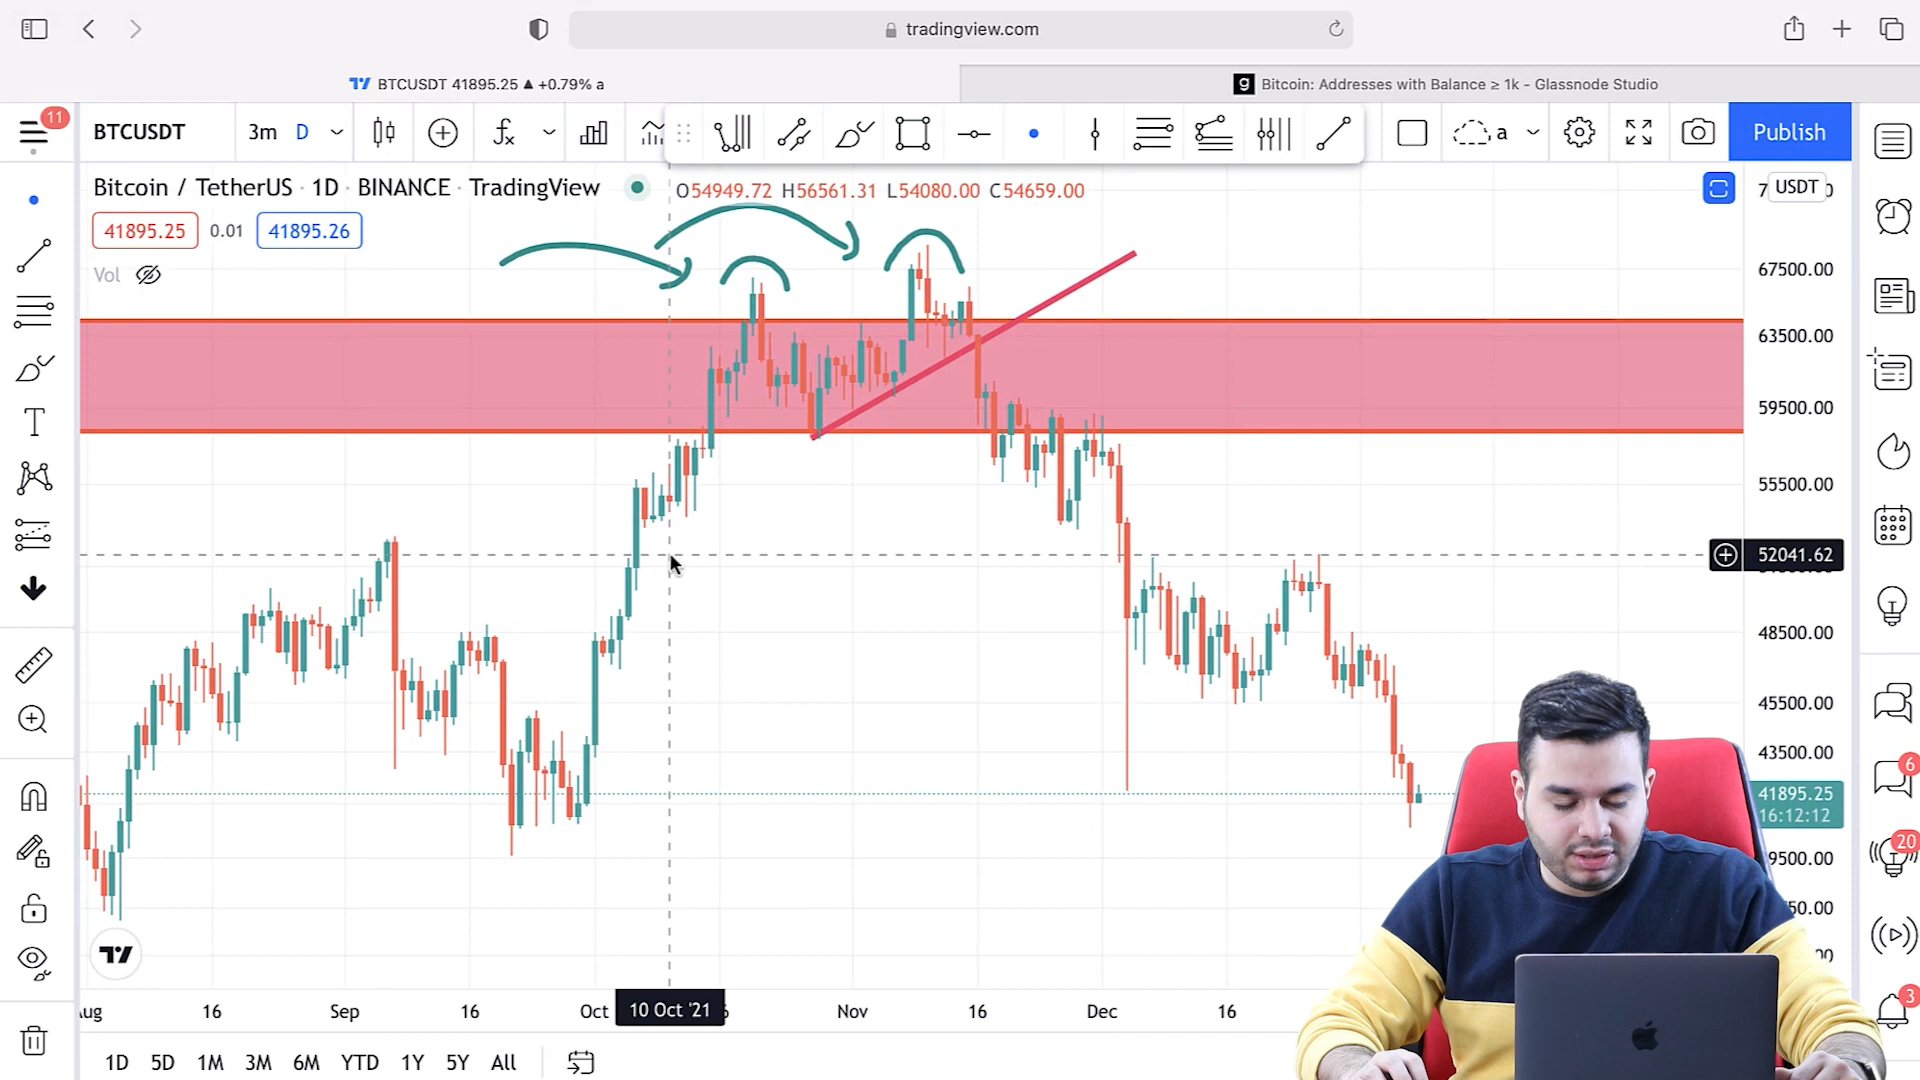 tradingview.com
BTCUSDT 41895.25 ▲ +0.79% a
g Bitcoin: Addresses with Balance ≥ 1k - Glassnode Studio
11
BTCUSDT 3m D a Publish
Bitcoin / TetherUS · 1D · BINANCE · TradingView O54949.72 H56561.31 L54080.00 C54659.00
USDT
41895.25 0.01 41895.26
Vol
67500.00
63500.00
59500.00
55500.00
52041.62
48500.00
45500.00
43500.00
41895.25
16:12:12
6
20
3
16 Sep 16 Oct 10 Oct '21 Nov 16 Dec 16
1D 5D 1M 3M 6M YTD 1Y 5Y All